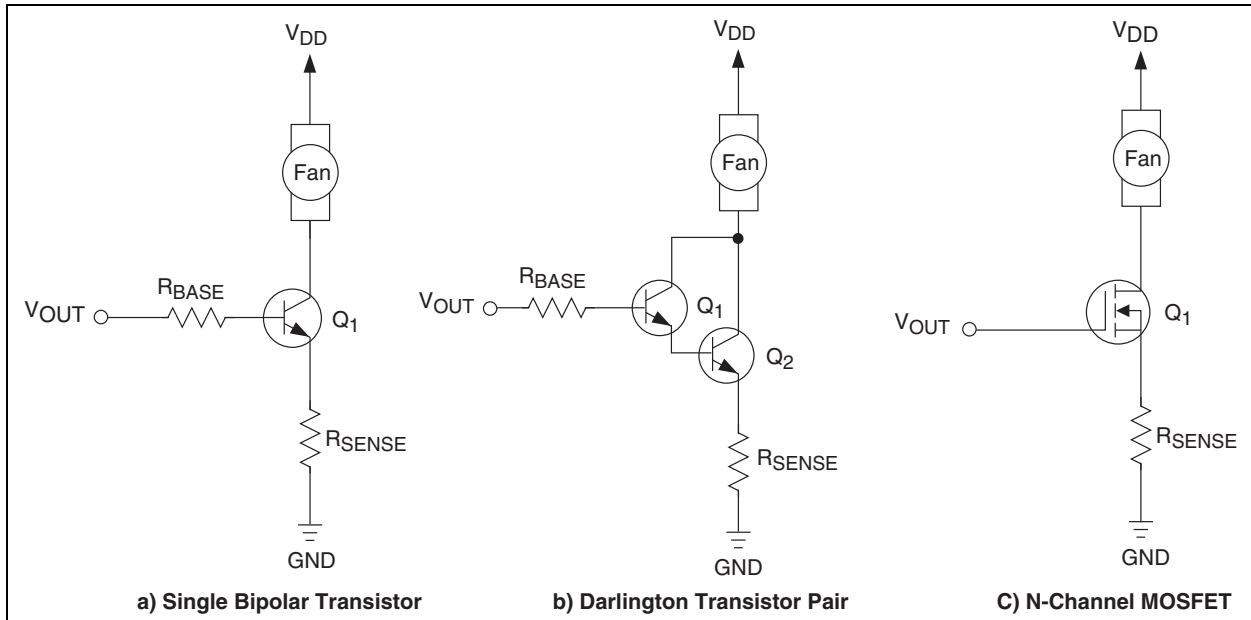 VDD
Fan
RBASE
VOUT
Q1
RSENSE
GND
a) Single Bipolar Transistor
VDD
Fan
RBASE
VOUT
Q1
Q2
RSENSE
GND
b) Darlington Transistor Pair
VDD
Fan
VOUT
Q1
RSENSE
GND
C) N-Channel MOSFET